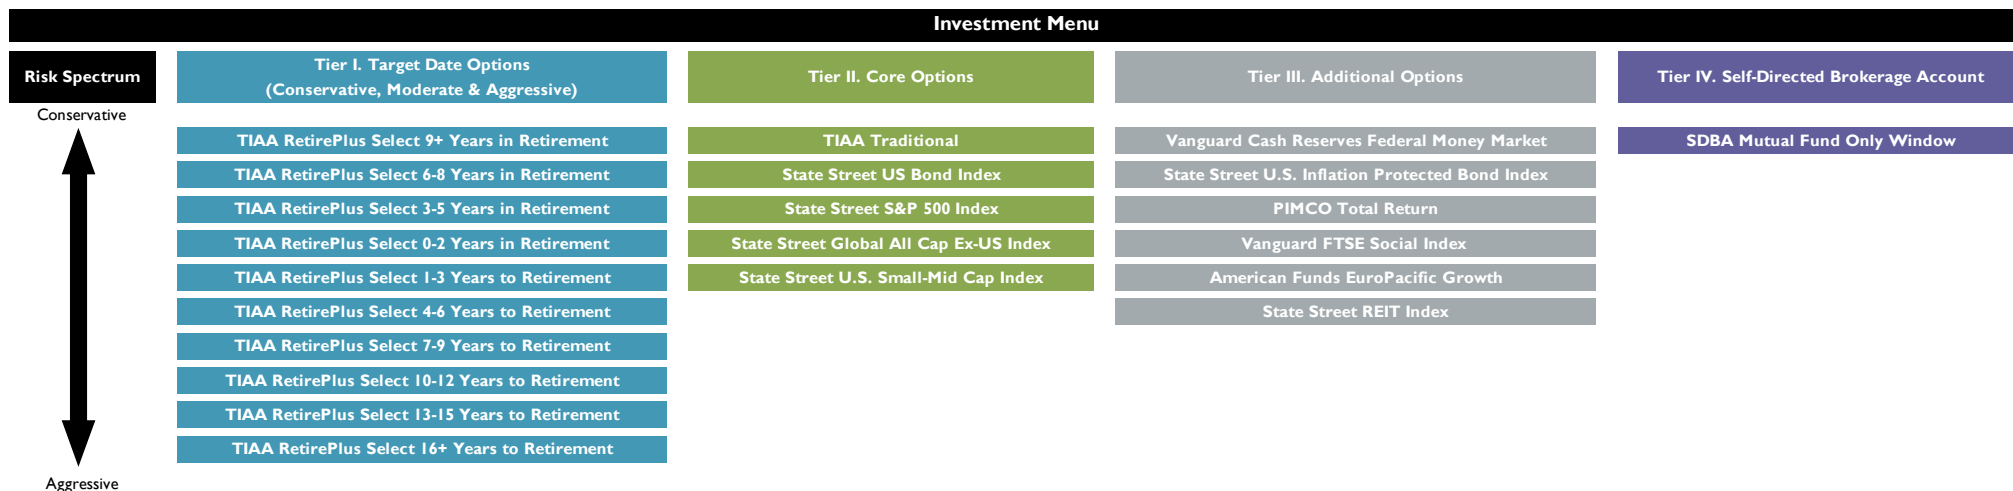 Investment Menu
Risk Spectrum
Conservative
Aggressive
Tier I. Target Date Options
(Conservative, Moderate & Aggressive)
TIAA RetirePlus Select 9+ Years in Retirement
TIAA RetirePlus Select 6-8 Years in Retirement
TIAA RetirePlus Select 3-5 Years in Retirement
TIAA RetirePlus Select 0-2 Years in Retirement
TIAA RetirePlus Select 1-3 Years to Retirement
TIAA RetirePlus Select 4-6 Years to Retirement
TIAA RetirePlus Select 7-9 Years to Retirement
TIAA RetirePlus Select 10-12 Years to Retirement
TIAA RetirePlus Select 13-15 Years to Retirement
TIAA RetirePlus Select 16+ Years to Retirement
Tier II. Core Options
TIAA Traditional
State Street US Bond Index
State Street S&P 500 Index
State Street Global All Cap Ex-US Index
State Street U.S. Small-Mid Cap Index
Tier III. Additional Options
Vanguard Cash Reserves Federal Money Market
State Street U.S. Inflation Protected Bond Index
PIMCO Total Return
Vanguard FTSE Social Index
American Funds EuroPacific Growth
State Street REIT Index
Tier IV. Self-Directed Brokerage Account
SDBA Mutual Fund Only Window